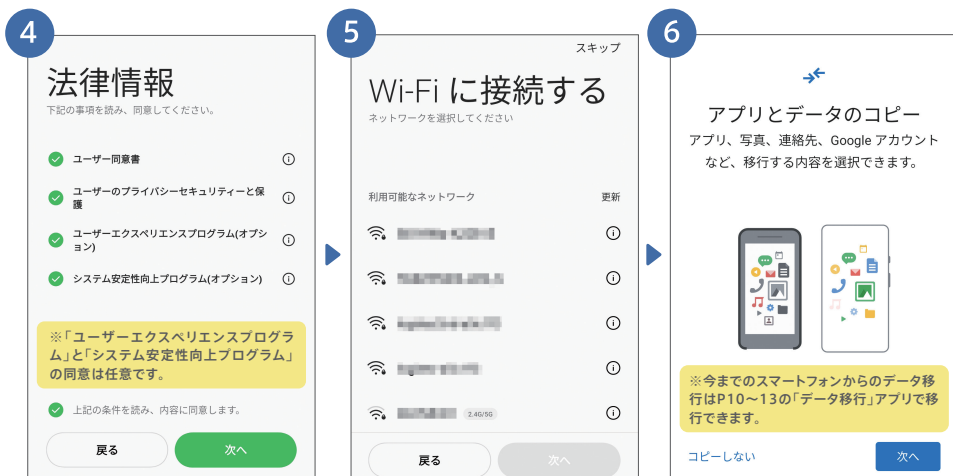 4
法律情報
下記の事項を読み、同意してください。
ユーザー同意書
ユーザーのプライバシーセキュリティーと保
護
ユーザーエクスペリエンスプログラム(オプシ
ョン)
システム安定性向上プログラム(オプション)
※「ユーザーエクスペリエンスプログラ
ム」と「システム安定性向上プログラム」
の同意は任意です。
上記の条件を読み、内容に同意します。
戻る
次へ
5
スキップ
Wi-Fi に接続する
ネットワークを選択してください
利用可能なネットワーク
更新
2.4G/5G
戻る
次へ
6
アプリとデータのコピー
アプリ、写真、連絡先、Google アカウント
など、移行する内容を選択できます。
※今までのスマートフォンからのデータ移
行はP10～13の「データ移行」アプリで移
行できます。
コピーしない
次へ